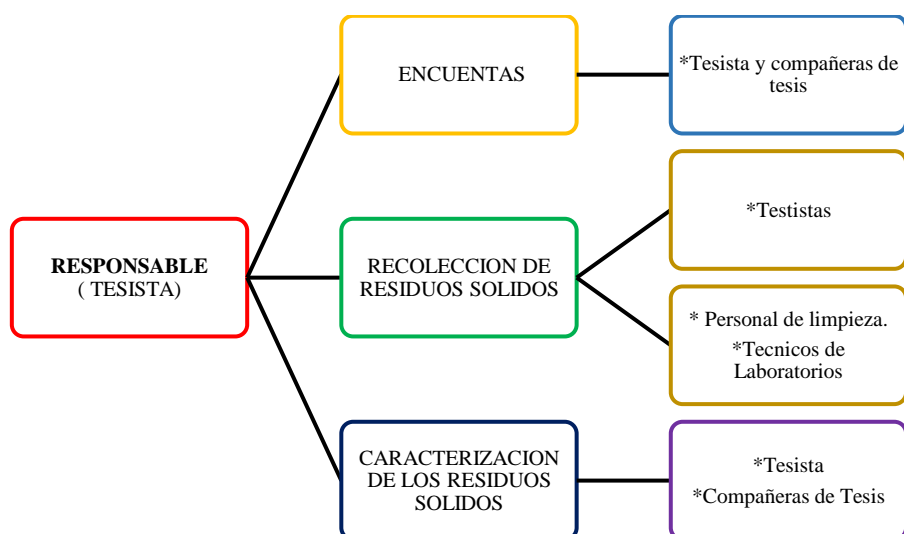 ENCUENTAS
*Tesista y compañeras de
tesis
*Testistas
RESPONSABLE
( TESISTA)
RECOLECCION DE
RESIDUOS SOLIDOS
* Personal de limpieza.
*Tecnicos de
Laboratorios
CARACTERIZACION
DE LOS RESIDUOS
SOLIDOS
*Tesista
*Compañeras de Tesis